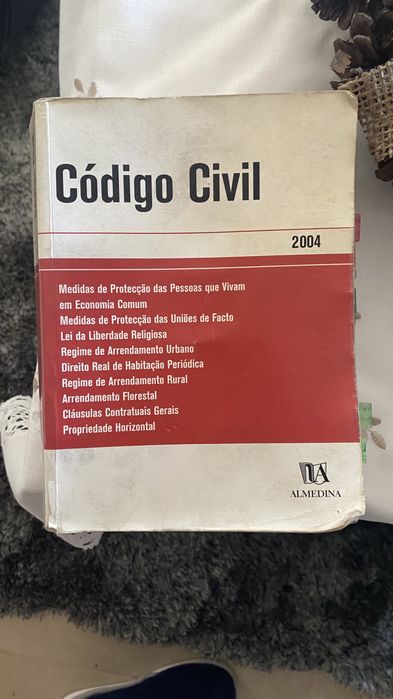 Código Civil
2004
Medidas de Protecção das Pessoas que Vivam
em Economia Comum
Medidas de Protecção das Uniões de Facto
Lei da Liberdade Religiosa
Regime de Arrendamento Urbano
Direito Real de Habitação Periódica
Regime de Arrendamento Rural
Arrendamento Florestal
Cláusulas Contratuais Gerais
Propriedade Horizontal
ALMEDINA